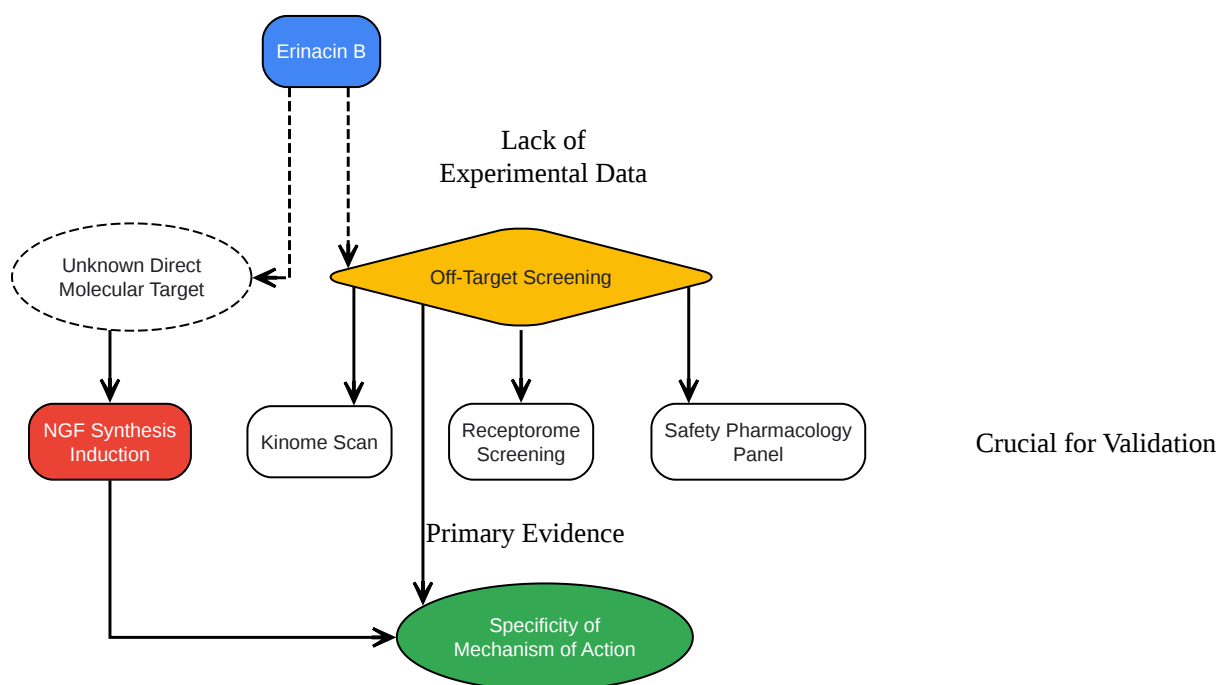 Erinacin B
Lack of
Experimental Data
Unknown Direct
Molecular Target
Off-Target Screening
NGF Synthesis
Induction
Kinome Scan
Receptorome
Screening
Safety Pharmacology
Panel
Crucial for Validation
Primary Evidence
Specificity of
Mechanism of Action